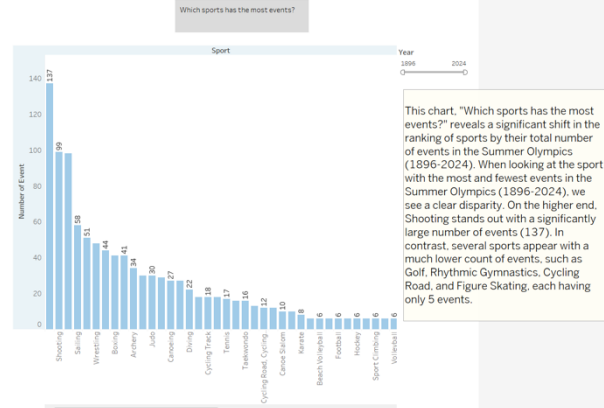 Which sports has the most events?
Sport
Year
1896 2024
Number of Event
140
120
100
80
60
40
20
0
137
99
58
51
44
41
34
30
27
22
18
17
16
12
10
8
6
6
6
6
6
Shooting
Sailing
Wrestling
Boxing
Archery
Judo
Canoeing
Diving
Cycling Track
Tennis
Taekwondo
Cycling Road, Cycling
Canoe Slalom
Karate
Beach Volleyball
Football
Hockey
Sport Climbing
Volleyball
This chart, "Which sports has the most
events?" reveals a significant shift in the
ranking of sports by their total number
of events in the Summer Olympics
(1896-2024). When looking at the sport
with the most and fewest events in the
Summer Olympics (1896-2024), we
see a clear disparity. On the higher end,
Shooting stands out with a significantly
large number of events (137). In
contrast, several sports appear with a
much lower count of events, such as
Golf, Rhythmic Gymnastics, Cycling
Road, and Figure Skating, each having
only 5 events.